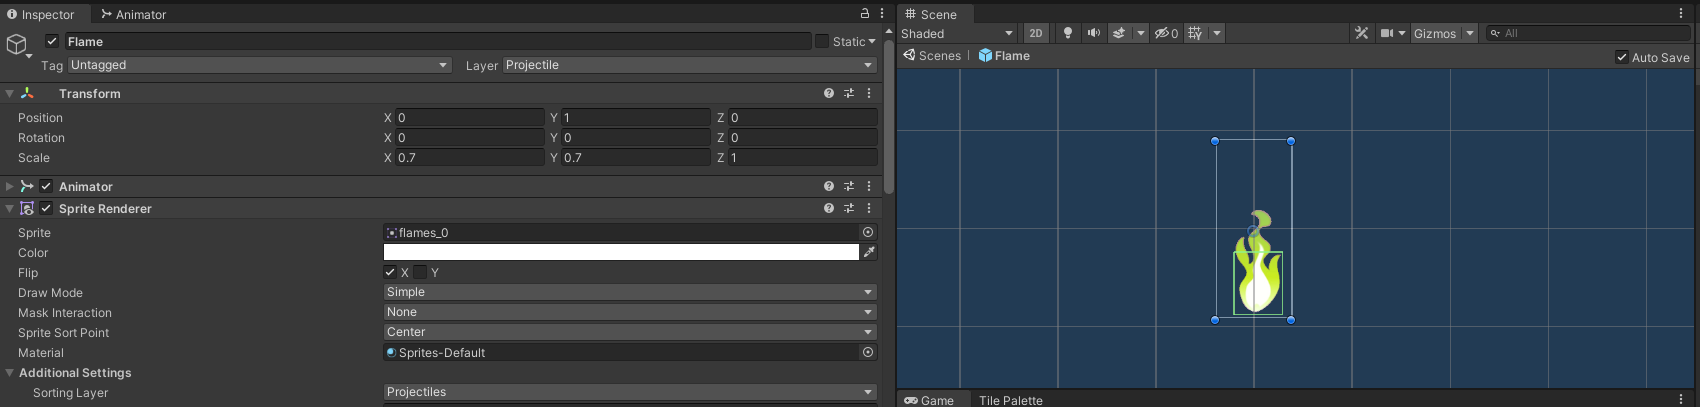 Inspector Animator
Flame Static
Tag Untagged Layer Projectile
Transform
Position X 0 Y 1 Z 0
Rotation X 0 Y 0 Z 0
Scale X 0.7 Y 0.7 Z 1
Animator
Sprite Renderer
Sprite flames_0
Color
Flip X Y
Draw Mode Simple
Mask Interaction None
Sprite Sort Point Center
Material Sprites-Default
Additional Settings
Sorting Layer Projectiles
Scene
Shaded 2D 0 Gizmos All
Scenes Flame Auto Save
Game Tile Palette